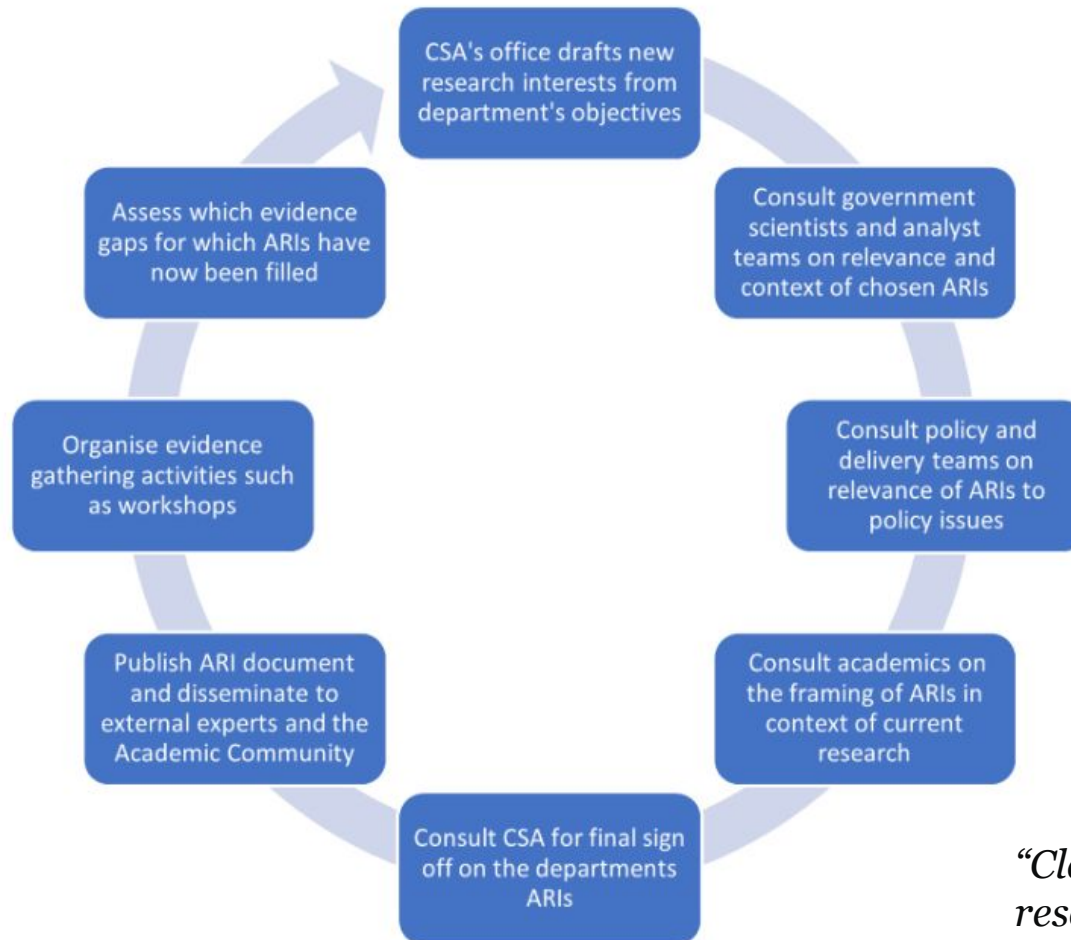 CSA's office drafts new
research interests from
department's objectives
Consult government
scientists and analyst
teams on relevance and
context of chosen ARIs
Consult policy and
delivery teams on
relevance of ARIs to
policy issues
Consult academics on
the framing of ARIs in
context of current
research
Consult CSA for final sign
off on the departments
ARIs
Publish ARI document
and disseminate to
external experts and the
Academic Community
Organise evidence
gathering activities such
as workshops
Assess which evidence
gaps for which ARIs have
now been filled